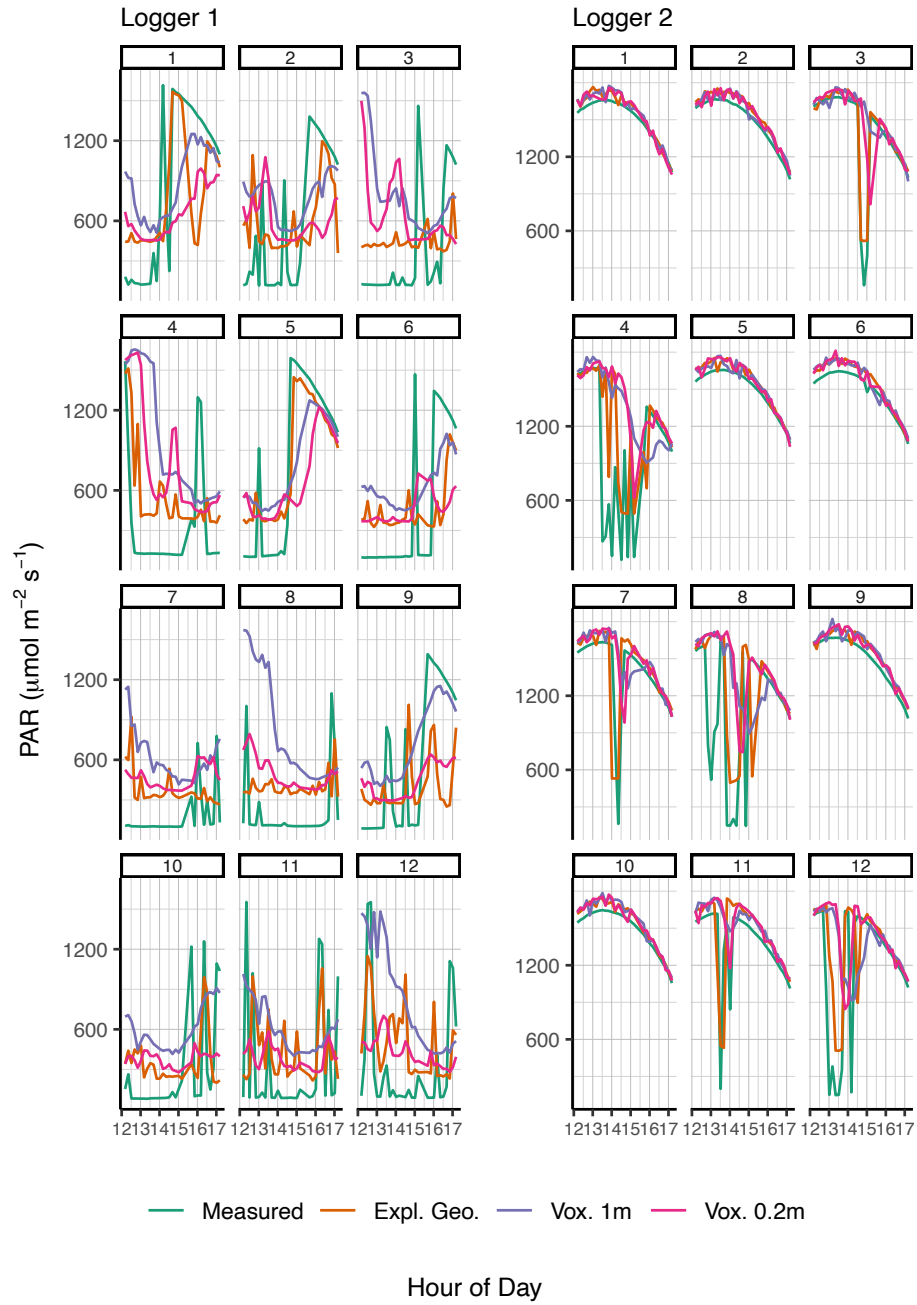 Logger 1 Logger 2
1 2 3 1 2 3
1200 1200
600 600
4 5 6 4 5 6
1200 1200
600 600
7 8 9 7 8 9
1200 1200
600 600
10 11 12 10 11 12
1200 1200
600 600
121314151617 121314151617 121314151617 121314151617 121314151617 121314151617
PAR (μmol m⁻² s⁻¹)
Measured Expl. Geo. Vox. 1m Vox. 0.2m
Hour of Day